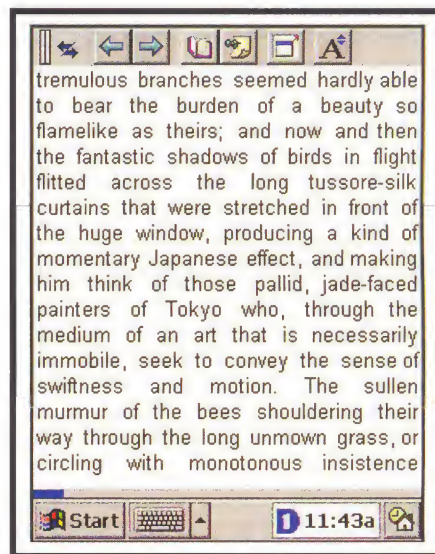 A
tremulous branches seemed hardly able
to bear the burden of a beauty so
flamelike as theirs; and now and then
the fantastic shadows of birds in flight
flitted across the long tussore-silk
curtains that were stretched in front of
the huge window, producing a kind of
momentary Japanese effect, and making
him think of those pallid, jade-faced
painters of Tokyo who, through the
medium of an art that is necessarily
immobile, seek to convey the sense of
swiftness and motion. The sullen
murmur of the bees shouldering their
way through the long unmown grass, or
circling with monotonous insistence
Start 1 11:43a